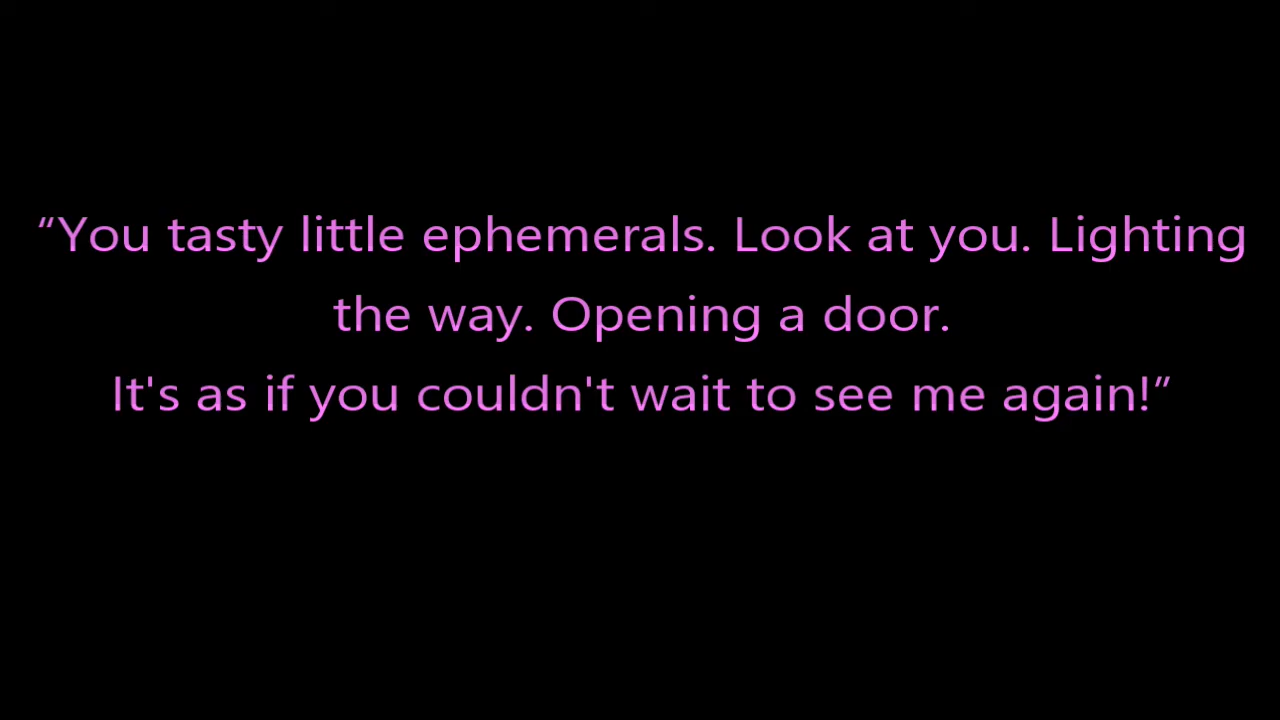 “You tasty little ephemerals. Look at you. Lighting
the way. Opening a door.
It's as if you couldn't wait to see me again!”